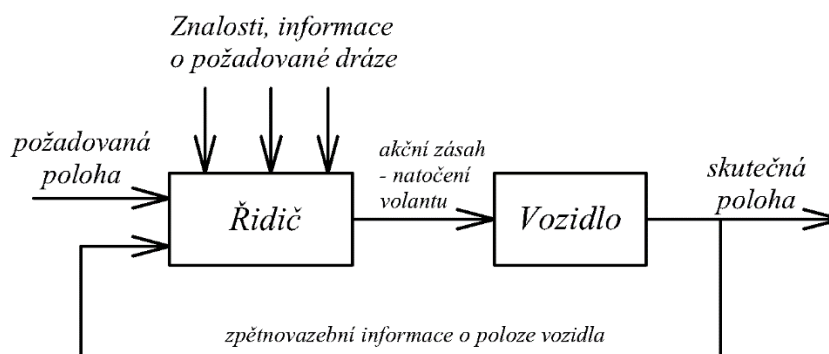 Znalosti, informace
o požadované dráze
požadovaná
poloha
akční zásah
- natočení
volantu
skutečná
poloha
Řidič
Vozidlo
zpětnovazební informace o poloze vozidla